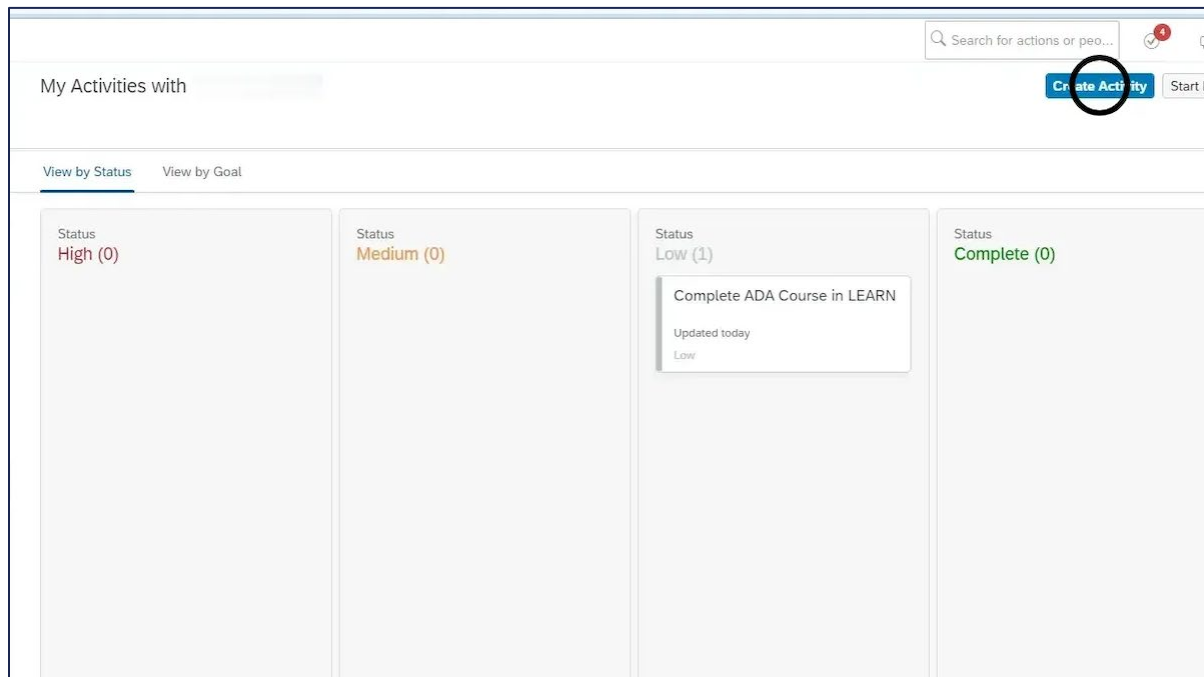 Search for actions or peo...
4
My Activities with
Create Activity
Start
View by Status
View by Goal
Status
High (0)
Status
Medium (0)
Status
Low (1)
Complete ADA Course in LEARN
Updated today
Low
Status
Complete (0)